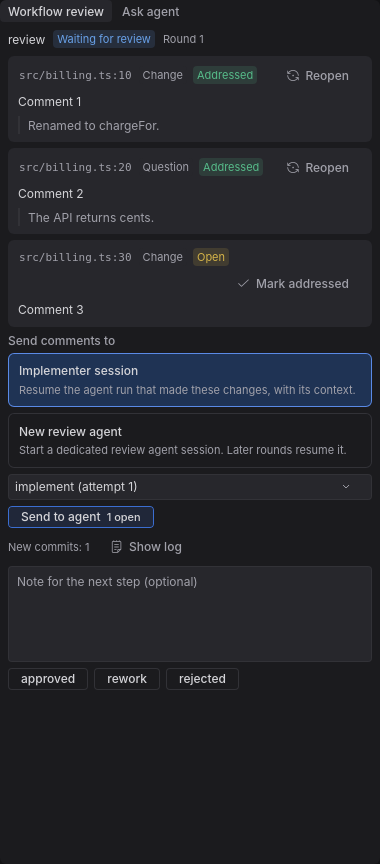 Workflow review Ask agent
review Waiting for review Round 1
src/billing.ts:10 Change Addressed Reopen
Comment 1
Renamed to chargeFor.
src/billing.ts:20 Question Addressed Reopen
Comment 2
The API returns cents.
src/billing.ts:30 Change Open
Mark addressed
Comment 3
Send comments to
Implementer session
Resume the agent run that made these changes, with its context.
New review agent
Start a dedicated review agent session. Later rounds resume it.
implement (attempt 1)
Send to agent 1 open
New commits: 1 Show log
Note for the next step (optional)
approved rework rejected